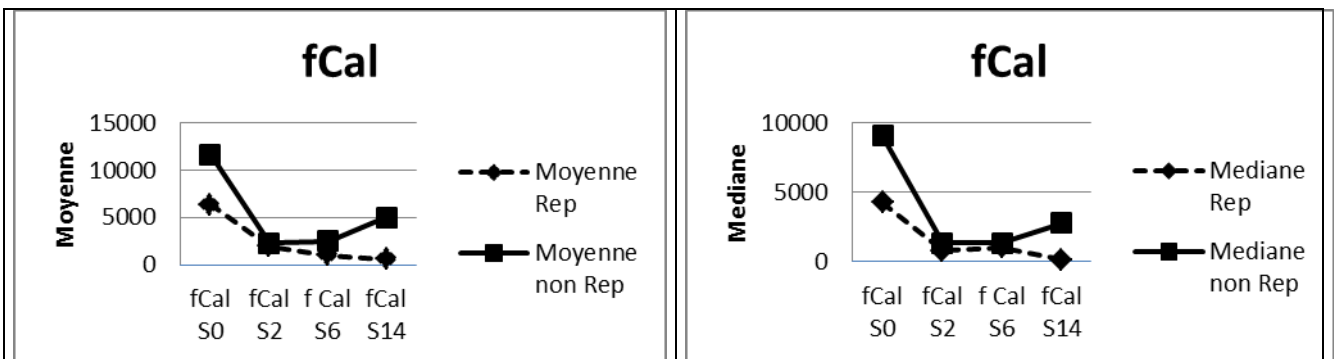 fCal
15000
10000
5000
0
Moyenne
fCal fCal f Cal fCal
S0 S2 S6 S14
Moyenne
Rep
Moyenne
non Rep
fCal
10000
5000
0
Mediane
fCal fCal f Cal fCal
S0 S2 S6 S14
Mediane
Rep
Mediane
non Rep